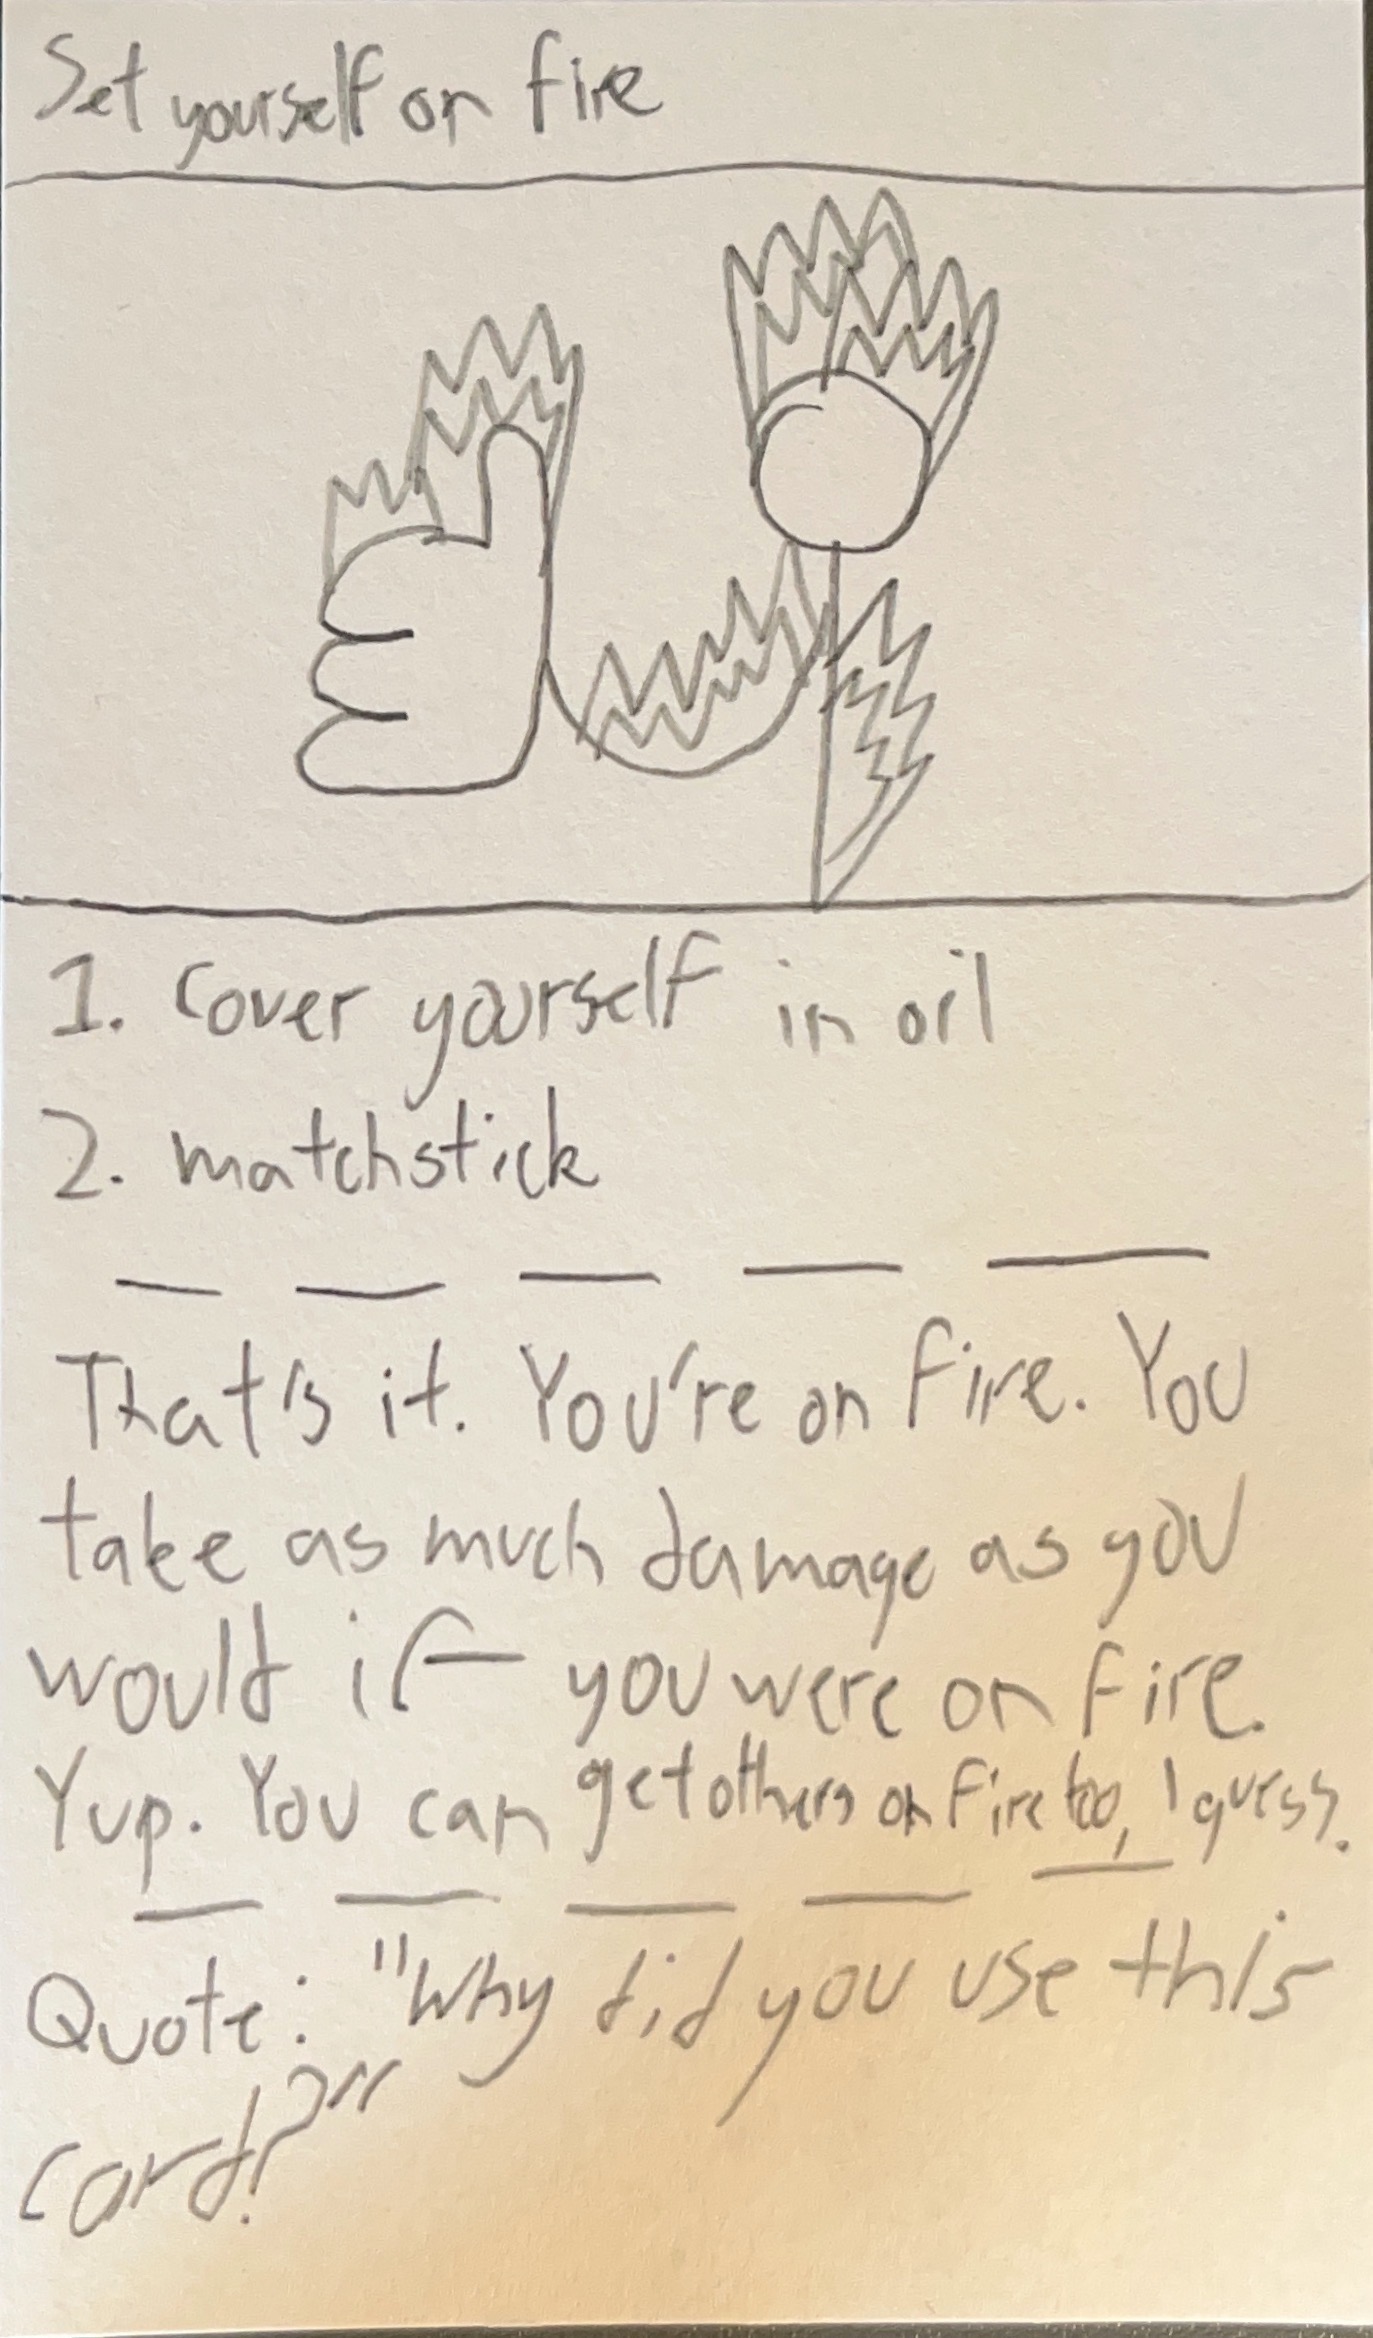 Set yourself on fire
1. Cover yourself in oil
2. matchstick
That's it. You're on fire. You
take as much damage as you
would if you were on fire.
Yup. You can get others on fire too, I guess.
Quote: "Why did you use this
card?"